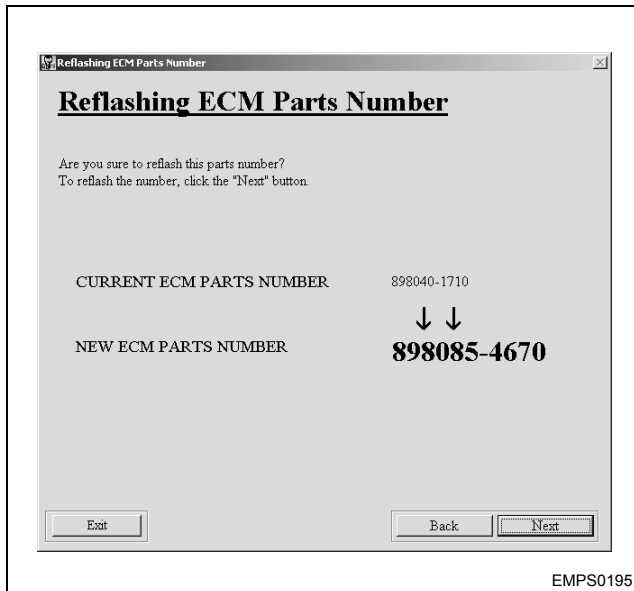 Reflashing ECM Parts Number
Reflashing ECM Parts Number
Are you sure to reflash this parts number?
To reflash the number, click the "Next" button.
CURRENT ECM PARTS NUMBER 898040-1710
↓ ↓
NEW ECM PARTS NUMBER 898085-4670
Exit Back Next
EMPS0195